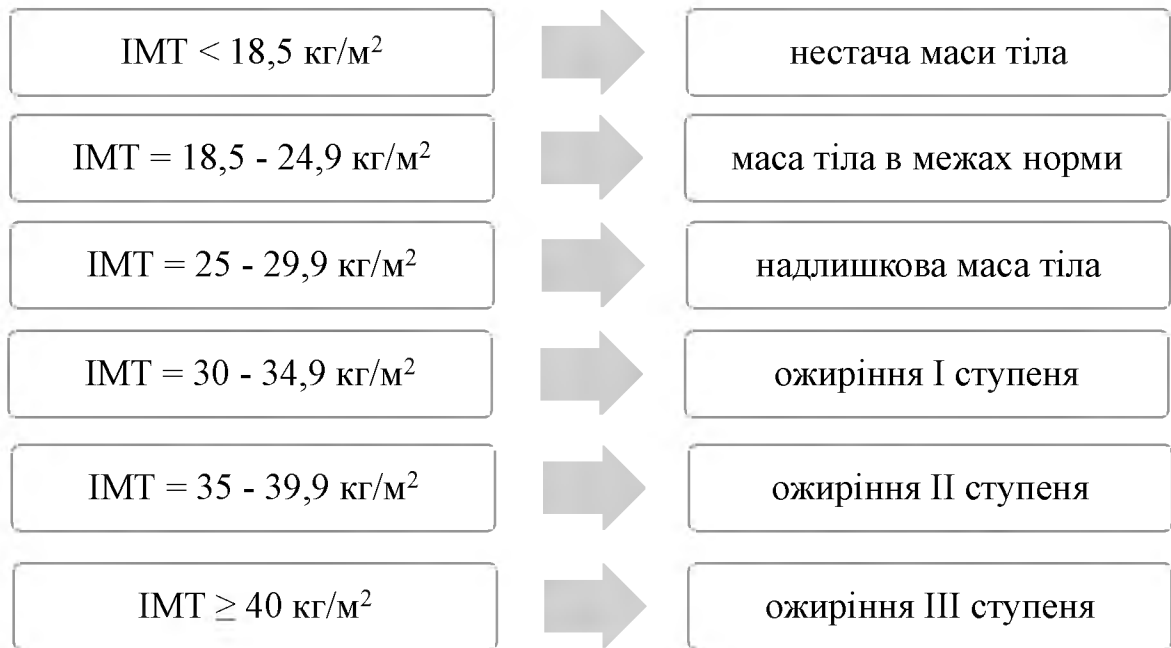 ІМТ < 18,5 кг/м²
нестача маси тіла
ІМТ = 18,5 - 24,9 кг/м²
маса тіла в межах норми
ІМТ = 25 - 29,9 кг/м²
надлишкова маса тіла
ІМТ = 30 - 34,9 кг/м²
ожиріння І ступеня
ІМТ = 35 - 39,9 кг/м²
ожиріння ІІ ступеня
ІМТ ≥ 40 кг/м²
ожиріння ІІІ ступеня